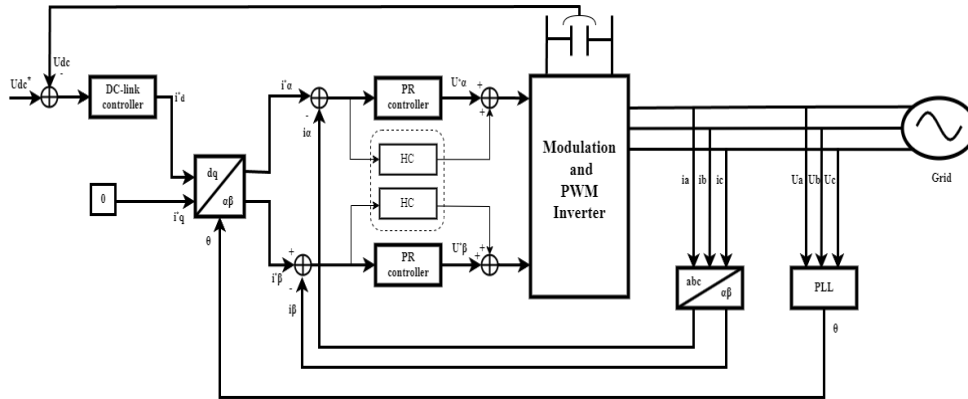 Udc
-
Udc*
DC-link
controller
i*d
0
i*q
dq
αβ
θ
i*α
-
iα
+
i*β
-
iβ
PR
controller
U*α
+
+
HC
HC
PR
controller
U*β
+
+
Modulation
and
PWM
Inverter
ia
ib
ic
Ua
Ub
Uc
Grid
abc
αβ
PLL
θ